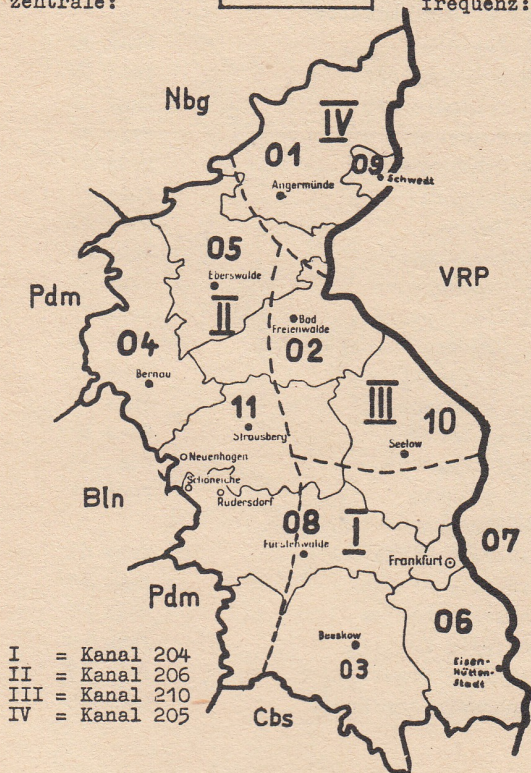 zentrale:
frequenz:
Nbg
IV
01
09
Schwedt
Angermünde
05
VRP
Eberswalde
Pdm
II
Bad
Freienwalde
04
02
Bernau
III
11
10
Strausberg
Seelow
Neuenhagen
Schöneiche
Bln
Rüdersdorf
08
I
07
Fürstenwalde
Frankfurt
Pdm
06
Beeskow
03
Eisen-
Hütten-
Stadt
I = Kanal 204
II = Kanal 206
III = Kanal 210
IV = Kanal 205
Cbs